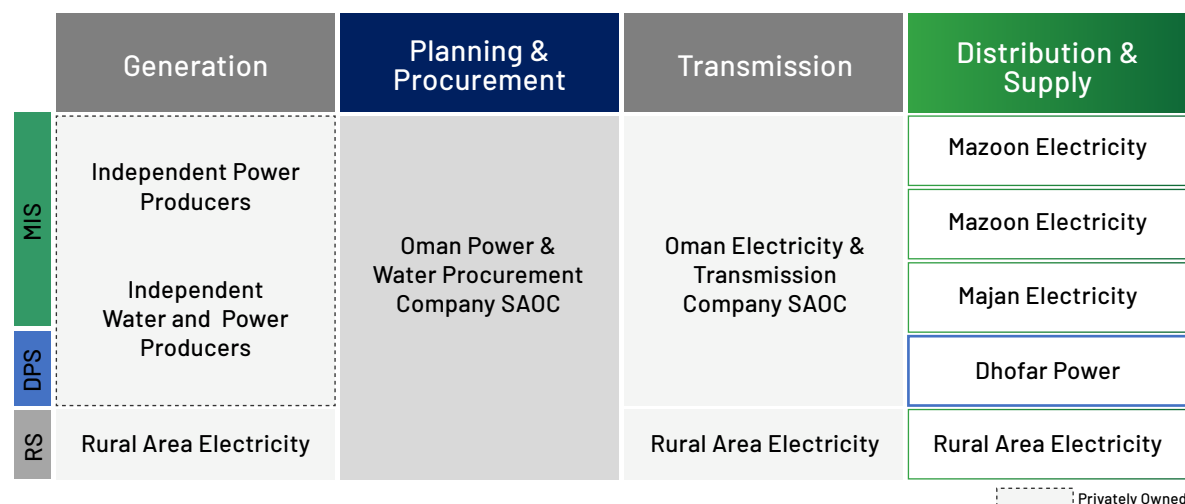 Generation
Planning &
Procurement
Transmission
Distribution &
Supply
MIS
Independent Power
Producers
Independent
Water and Power
Producers
Oman Power &
Water Procurement
Company SAOC
Oman Electricity &
Transmission
Company SAOC
Mazoon Electricity
Mazoon Electricity
Majan Electricity
DPS
Dhofar Power
RS
Rural Area Electricity
Rural Area Electricity
Rural Area Electricity
Privately Owned